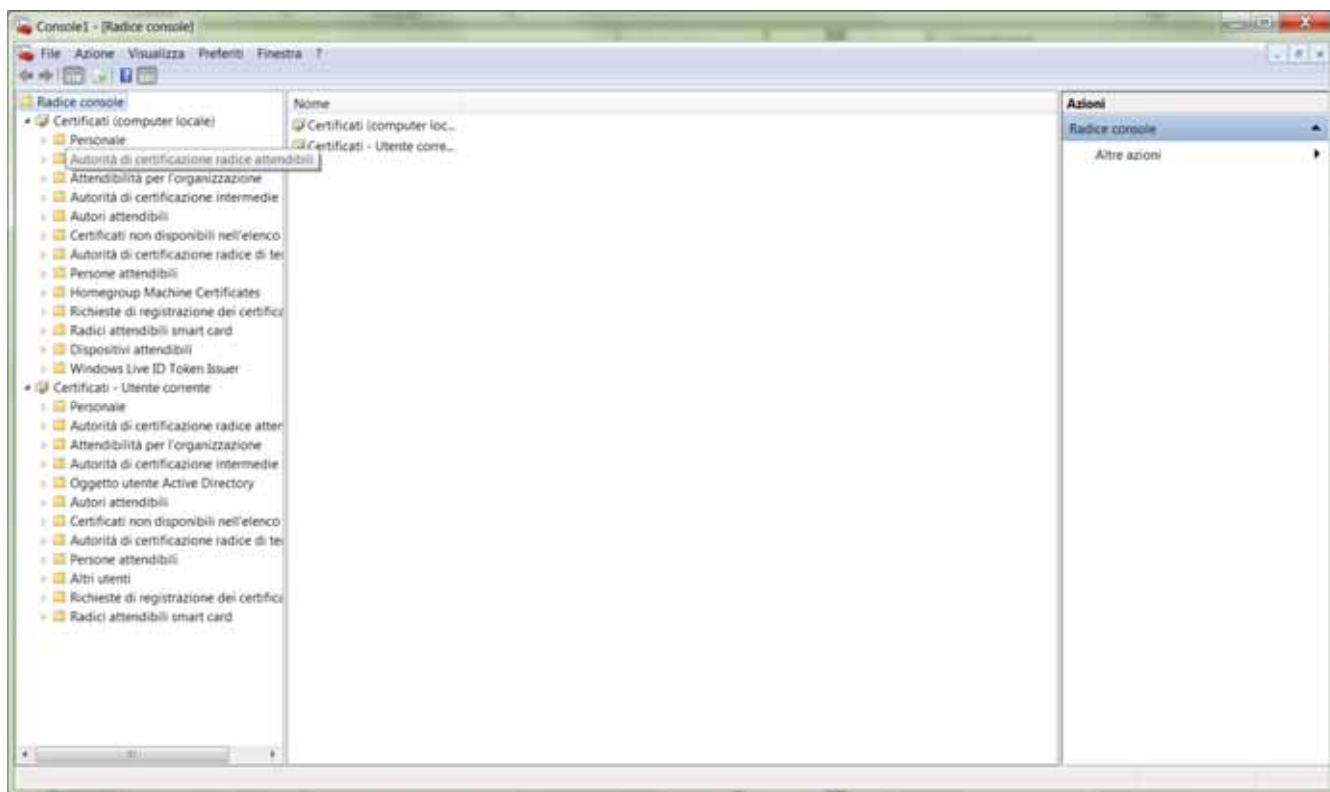 Console1 - [Radice console]
File Azione Visualizza Preferiti Finestra ?
Radice console
Certificati (computer locale)
Personale
Autorità di certificazione radice attendibili
Attendibilità per l'organizzazione
Autorità di certificazione intermedie
Autori attendibili
Certificati non disponibili nell'elenco
Autorità di certificazione radice di te
Persone attendibili
Homegroup Machine Certificates
Richieste di registrazione dei certifica
Radici attendibili smart card
Dispositivi attendibili
Windows Live ID Token Issuer
Certificati - Utente corrente
Personale
Autorità di certificazione radice atten
Attendibilità per l'organizzazione
Autorità di certificazione intermedie
Oggetto utente Active Directory
Autori attendibili
Certificati non disponibili nell'elenco
Autorità di certificazione radice di te
Persone attendibili
Altri utenti
Richieste di registrazione dei certifica
Radici attendibili smart card
Nome
Certificati (computer loc...
Certificati - Utente corre...
Azioni
Radice console
Altre azioni